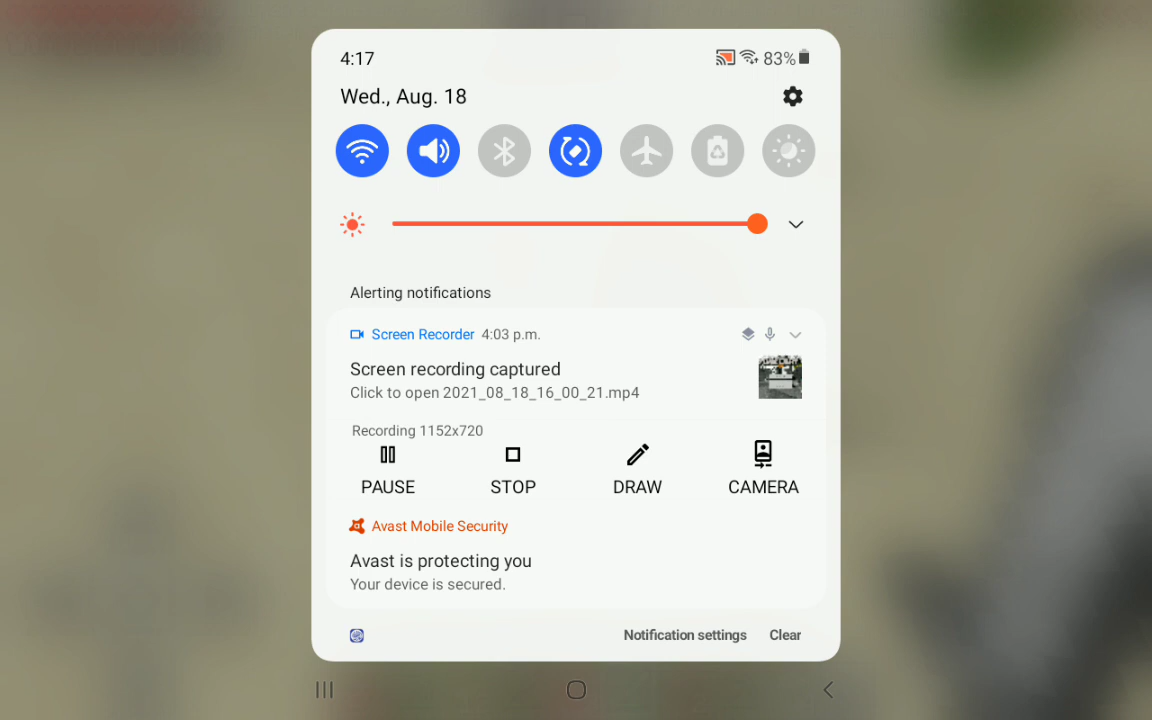 4:17
83%
Wed., Aug. 18
Alerting notifications
Screen Recorder 4:03 p.m.
Screen recording captured
Click to open 2021_08_18_16_00_21.mp4
Recording 1152x720
PAUSE STOP DRAW CAMERA
Avast Mobile Security
Avast is protecting you
Your device is secured.
Notification settings Clear